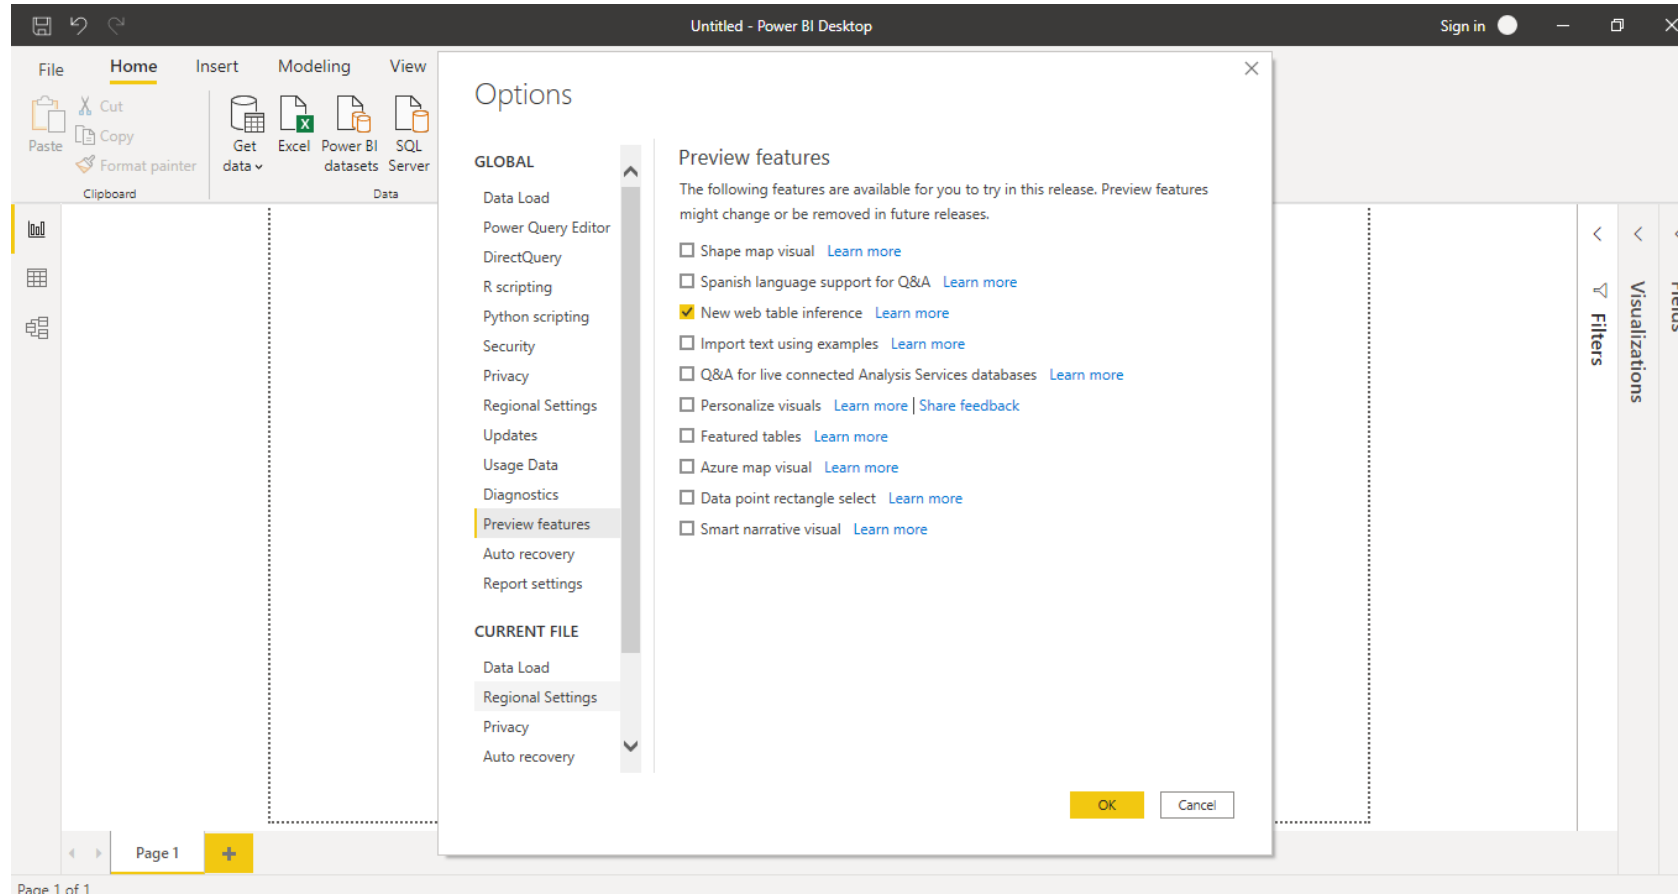 Untitled - Power BI Desktop
Sign in
File
Home
Insert
Modeling
View
Paste
Cut
Copy
Format painter
Clipboard
Get data
Excel
Power BI datasets
SQL Server
Data
Options
GLOBAL
Data Load
Power Query Editor
DirectQuery
R scripting
Python scripting
Security
Privacy
Regional Settings
Updates
Usage Data
Diagnostics
Preview features
Auto recovery
Report settings
CURRENT FILE
Data Load
Regional Settings
Privacy
Auto recovery
Preview features
The following features are available for you to try in this release. Preview features
might change or be removed in future releases.
Shape map visual Learn more
Spanish language support for Q&A Learn more
New web table inference Learn more
Import text using examples Learn more
Q&A for live connected Analysis Services databases Learn more
Personalize visuals Learn more | Share feedback
Featured tables Learn more
Azure map visual Learn more
Data point rectangle select Learn more
Smart narrative visual Learn more
OK
Cancel
Filters
Visualizations
Fields
Page 1
Page 1 of 1